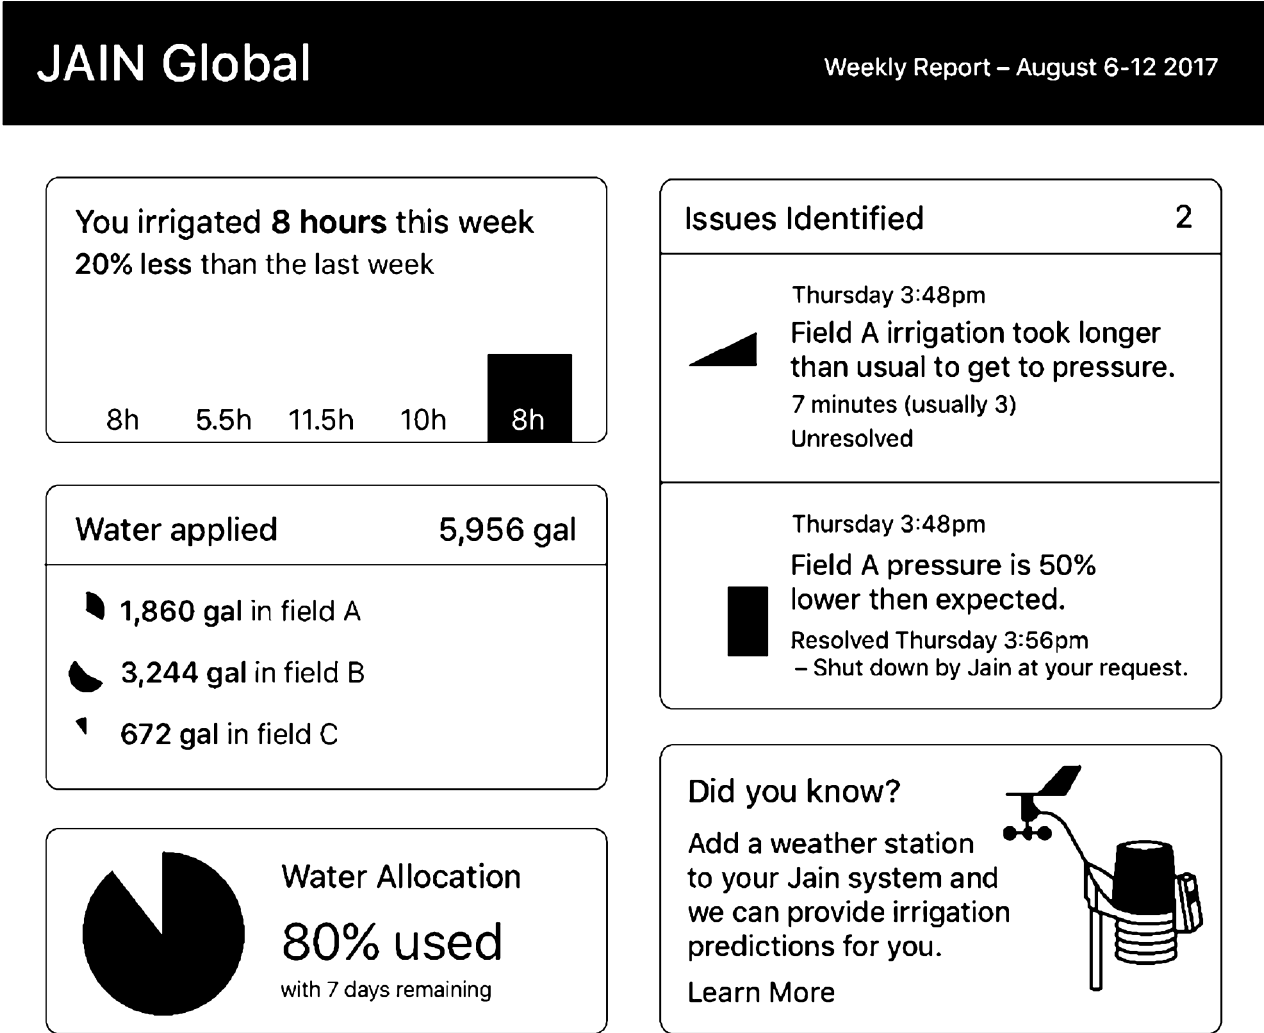 JAIN Global
Weekly Report – August 6-12 2017
You irrigated 8 hours this week
20% less than the last week
8h 5.5h 11.5h 10h 8h
Water applied 5,956 gal
1,860 gal in field A
3,244 gal in field B
672 gal in field C
Water Allocation
80% used
with 7 days remaining
Issues Identified 2
Thursday 3:48pm
Field A irrigation took longer
than usual to get to pressure.
7 minutes (usually 3)
Unresolved
Thursday 3:48pm
Field A pressure is 50%
lower then expected.
Resolved Thursday 3:56pm
– Shut down by Jain at your request.
Did you know?
Add a weather station
to your Jain system and
we can provide irrigation
predictions for you.
Learn More